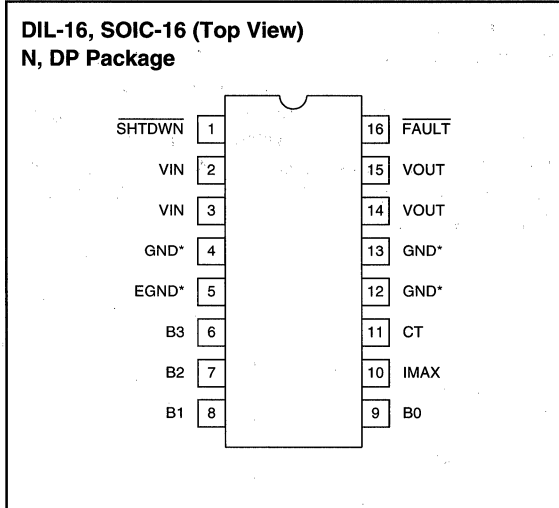 DIL-16, SOIC-16 (Top View)
N, DP Package
SHTDWN 1 16 FAULT
VIN 2 15 VOUT
VIN 3 14 VOUT
GND* 4 13 GND*
EGND* 5 12 GND*
B3 6 11 CT
B2 7 10 IMAX
B1 8 9 B0